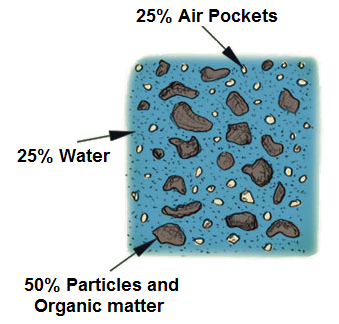 25% Air Pockets
25% Water
50% Particles and
Organic matter